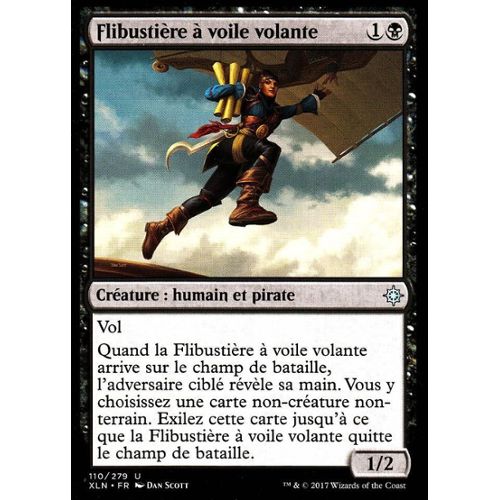 Flibustière à voile volante 1
Créature : humain et pirate
Vol
Quand la Flibustière à voile volante
arrive sur le champ de bataille,
l'adversaire ciblé révèle sa main. Vous y
choisissez une carte non-créature non-
terrain. Exilez cette carte jusqu'à ce
que la Flibustière à voile volante quitte
le champ de bataille.
1/2
110/279 U
XLN • FR DAN SCOTT
™ & © 2017 Wizards of the Coast